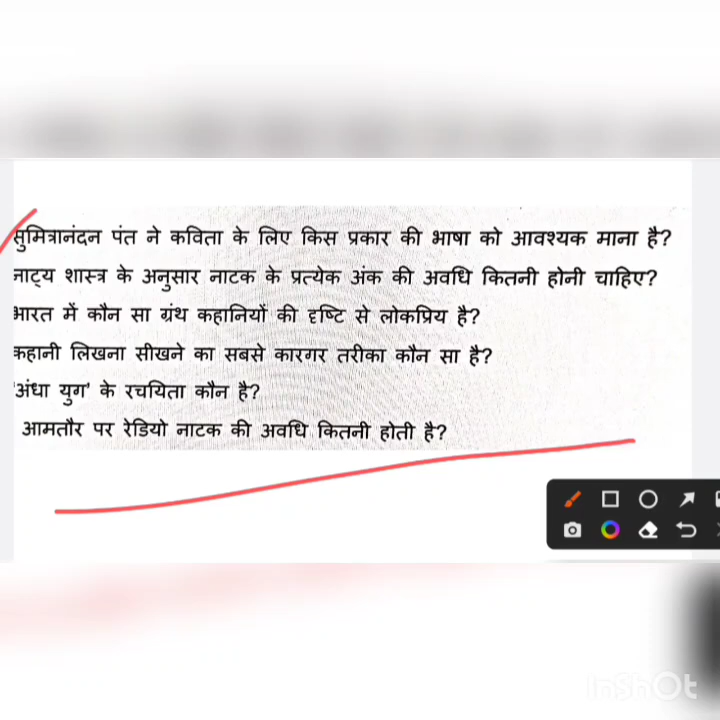 सुमित्रानंदन पंत ने कविता के लिए किस प्रकार की भाषा को आवश्यक माना है?
नाट्य शास्त्र के अनुसार नाटक के प्रत्येक अंक की अवधि कितनी होनी चाहिए?
भारत में कौन सा ग्रंथ कहानियों की दृष्टि से लोकप्रिय है?
कहानी लिखना सीखने का सबसे कारगर तरीका कौन सा है?
'अंधा युग' के रचयिता कौन है?
आमतौर पर रेडियो नाटक की अवधि कितनी होती है?
InShOt